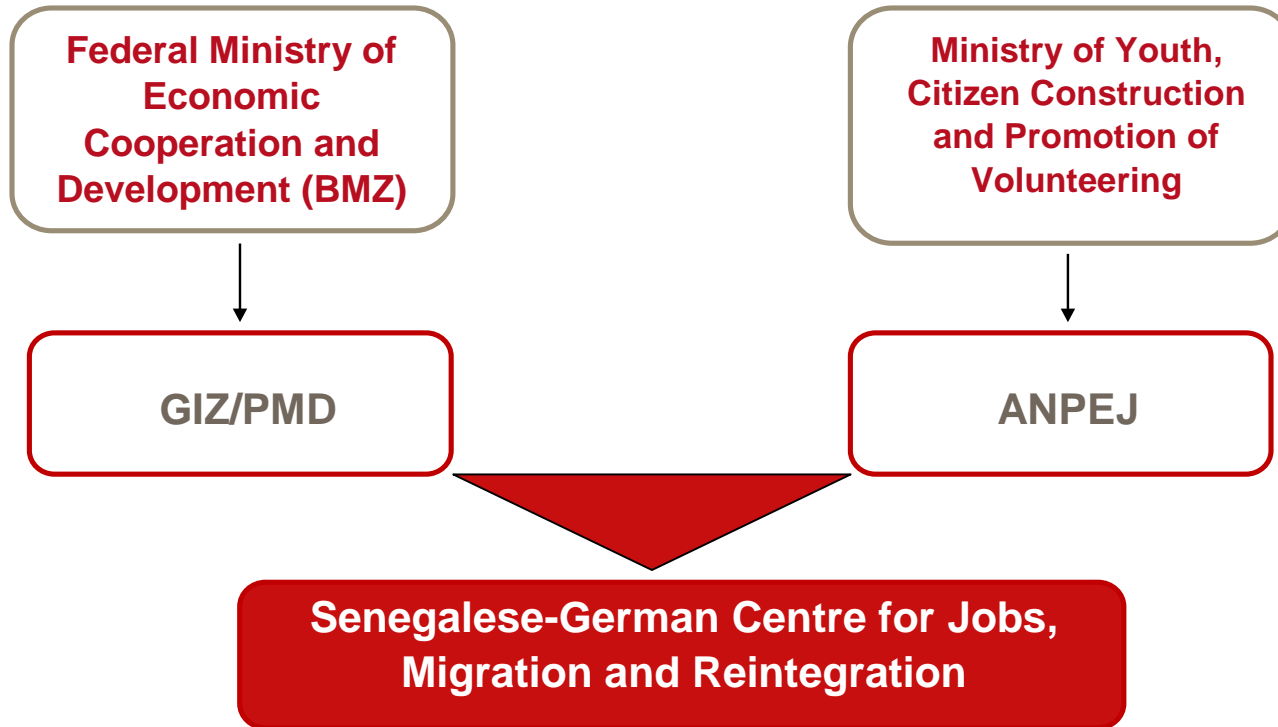 Federal Ministry of
Economic
Cooperation and
Development (BMZ)
Ministry of Youth,
Citizen Construction
and Promotion of
Volunteering
GIZ/PMD
ANPEJ
Senegalese-German Centre for Jobs,
Migration and Reintegration